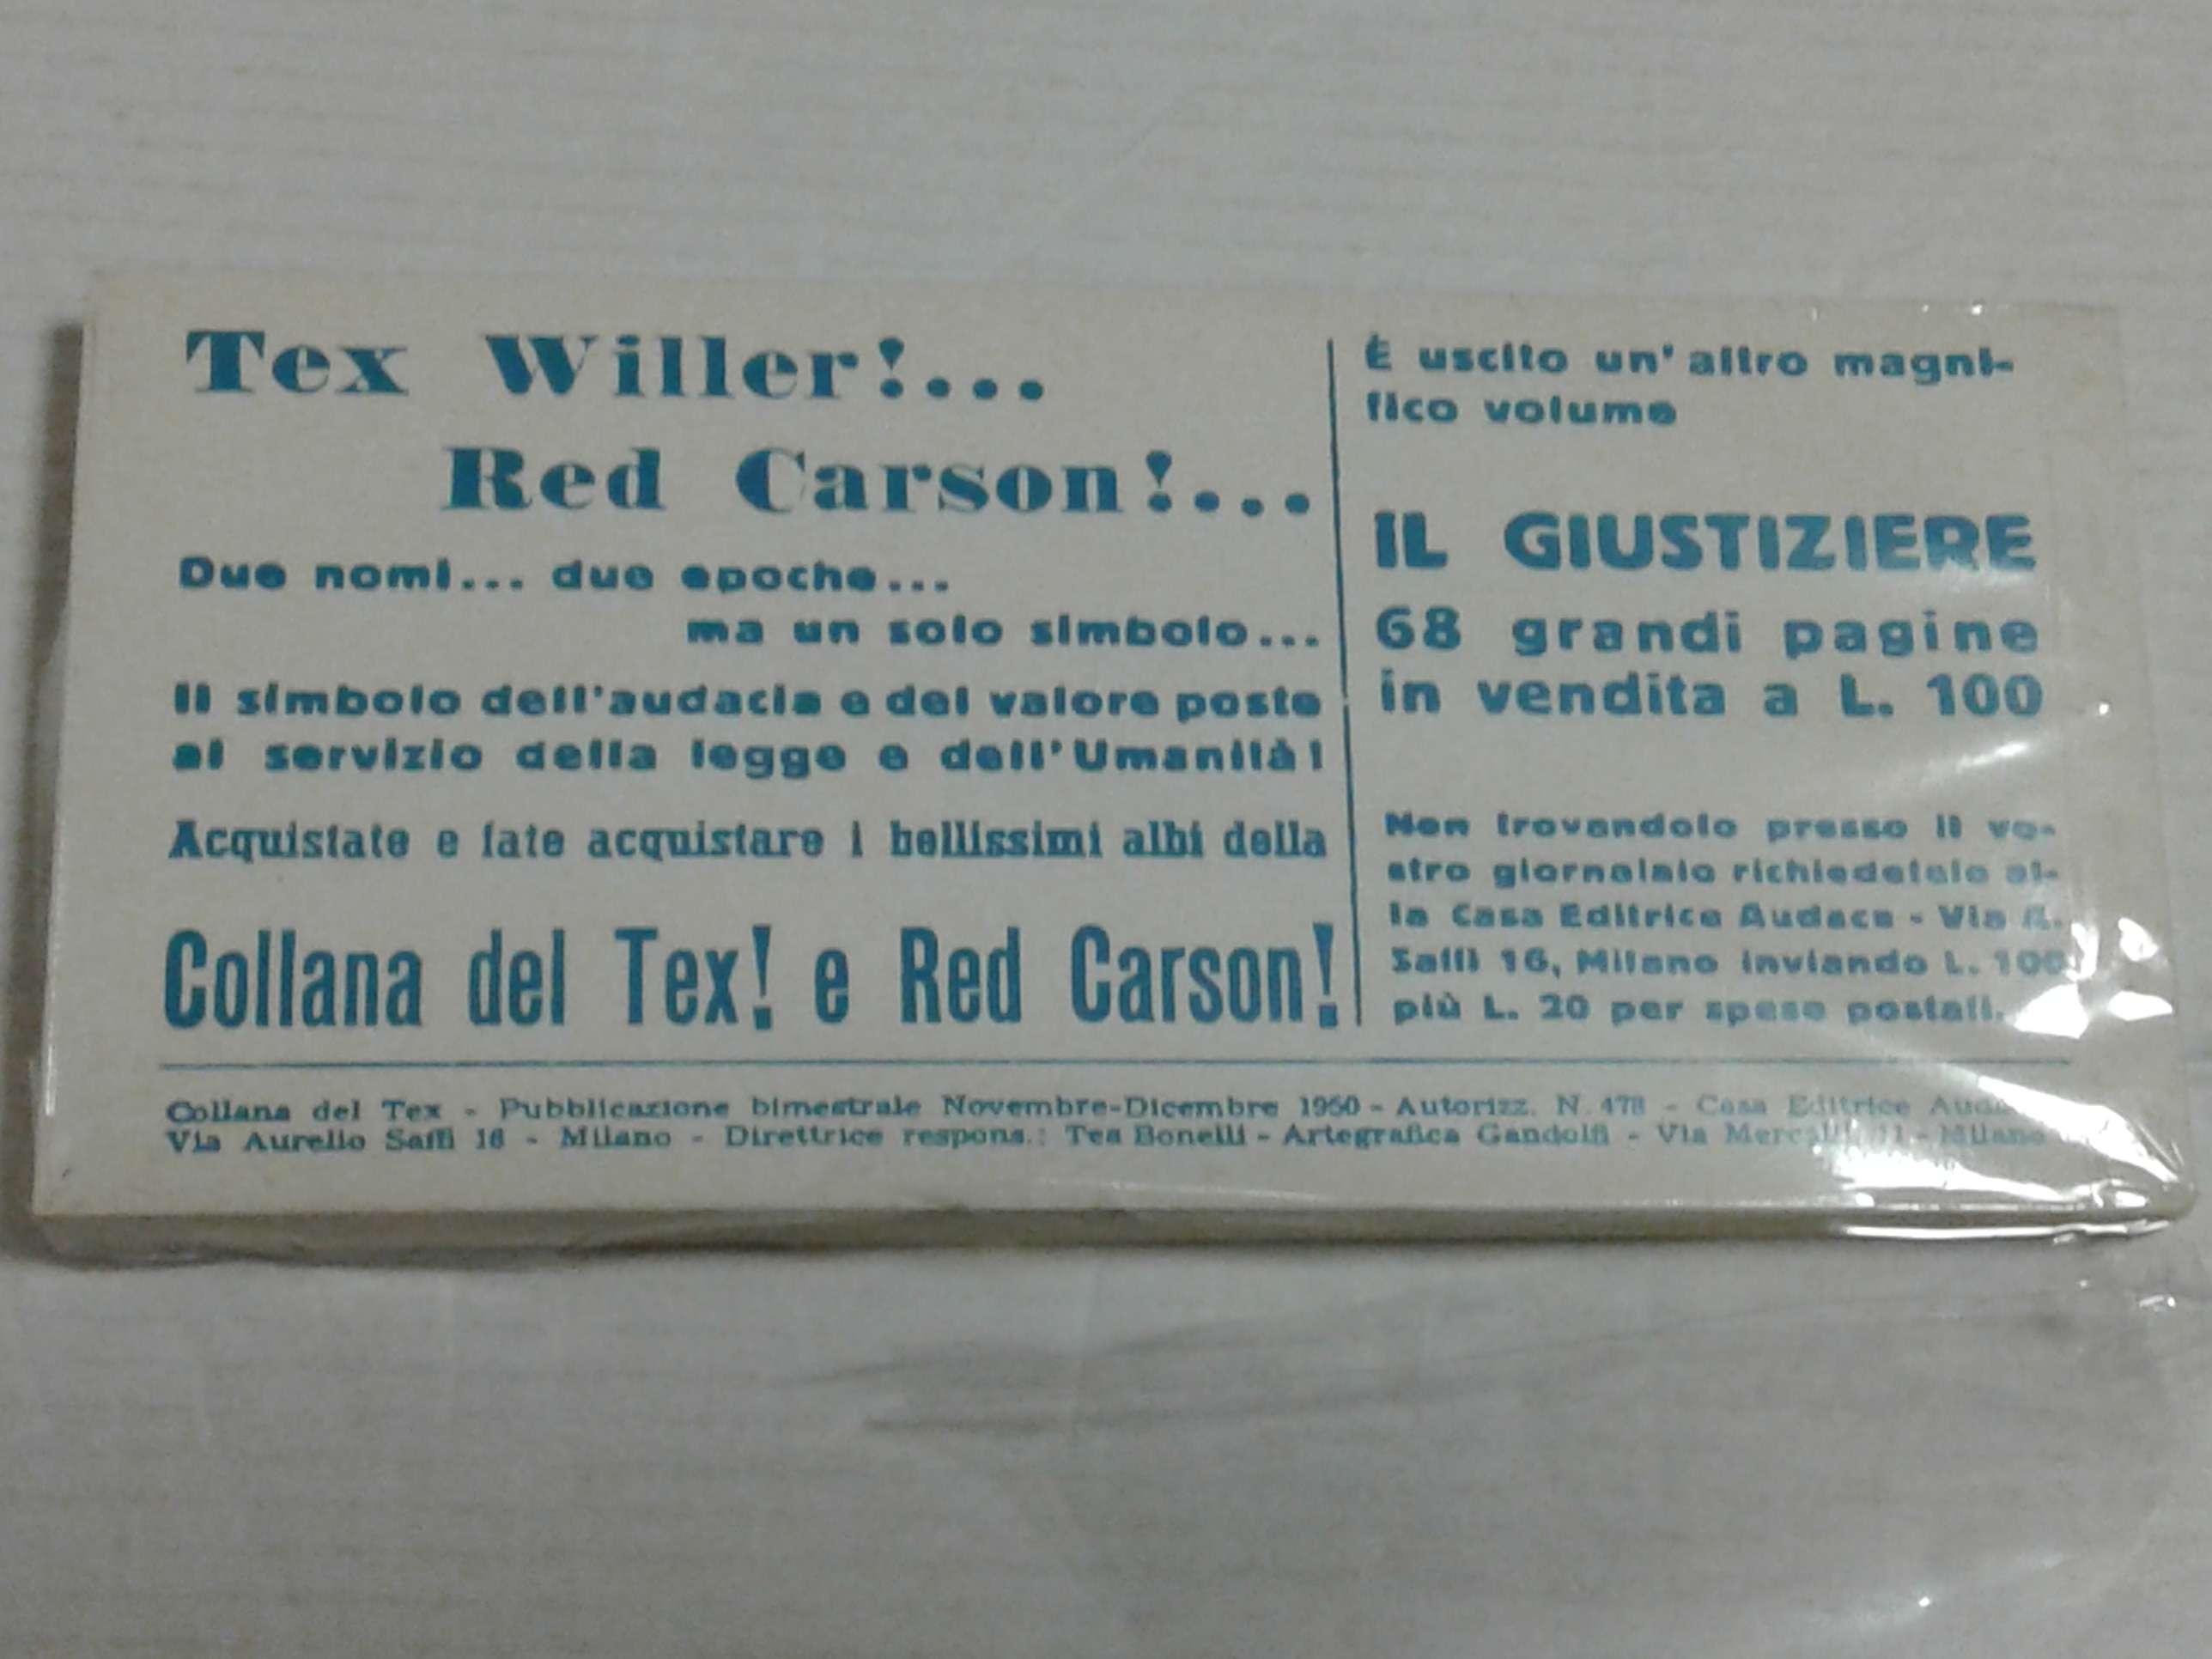 Tex Willer!...
Red Carson!...
Due nomi... due epoche...
ma un solo simbolo...
Il simbolo dell'audacia e del valore posto
al servizio della legge e dell'Umanità!
Acquistate e fate acquistare i bellissimi albi della
Collana del Tex! e Red Carson!
È uscito un'altro magni-
fico volume
IL GIUSTIZIERE
68 grandi pagine
in vendita a L. 100
Non trovandolo presso il vo-
stro giornalaio richiedetelo al-
la Casa Editrice Audace - Via A.
Saffi 16, Milano inviando L. 100
più L. 20 per spese postali.
Collana del Tex - Pubblicazione bimestrale Novembre-Dicembre 1950 - Autorizz. N. 478 - Casa Editrice
Via Aurelio Saffi 16 - Milano - Direttrice respons.: Tea Bonelli - Artegrafica Gandolfi - Via Mercalli, 11 - Milano